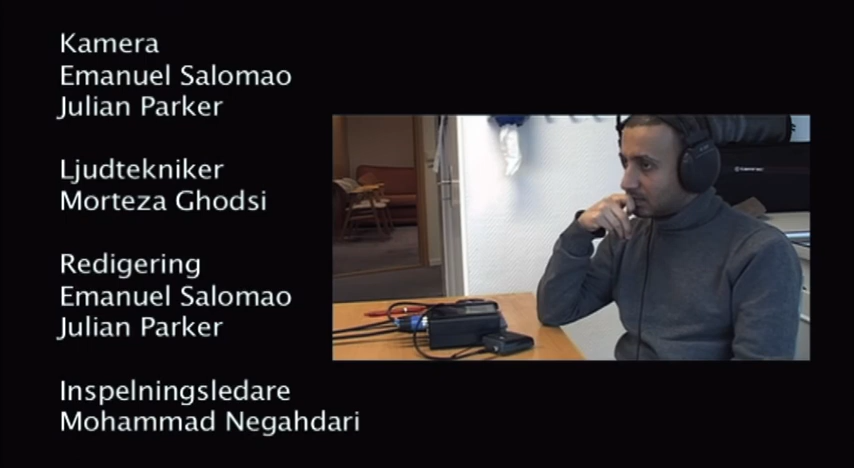 Kamera
Emanuel Salomao
Julian Parker
Ljudtekniker
Morteza Ghodsi
Redigering
Emanuel Salomao
Julian Parker
Inspelningsledare
Mohammad Negahdari